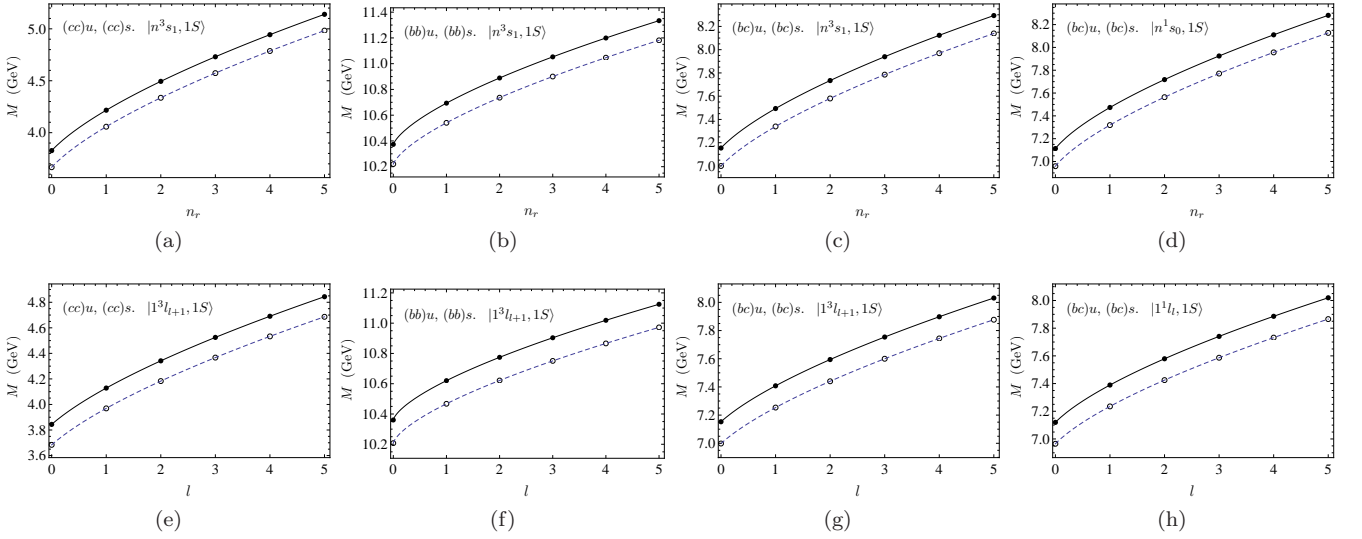 (cc)u, (cc)s. |n³s₁, 1S⟩
M (GeV)
5.0
4.5
4.0
0 1 2 3 4 5
nᵣ
(a)
(bb)u, (bb)s. |n³s₁, 1S⟩
M (GeV)
11.4
11.2
11.0
10.8
10.6
10.4
10.2
0 1 2 3 4 5
nᵣ
(b)
(bc)u, (bc)s. |n³s₁, 1S⟩
M (GeV)
8.2
8.0
7.8
7.6
7.4
7.2
7.0
0 1 2 3 4 5
nᵣ
(c)
(bc)u, (bc)s. |n¹s₀, 1S⟩
M (GeV)
8.2
8.0
7.8
7.6
7.4
7.2
7.0
0 1 2 3 4 5
nᵣ
(d)
(cc)u, (cc)s. |1³lₗ₊₁, 1S⟩
M (GeV)
4.8
4.6
4.4
4.2
4.0
3.8
3.6
0 1 2 3 4 5
l
(e)
(bb)u, (bb)s. |1³lₗ₊₁, 1S⟩
M (GeV)
11.2
11.0
10.8
10.6
10.4
10.2
0 1 2 3 4 5
l
(f)
(bc)u, (bc)s. |1³lₗ₊₁, 1S⟩
M (GeV)
8.0
7.8
7.6
7.4
7.2
7.0
0 1 2 3 4 5
l
(g)
(bc)u, (bc)s. |1¹lₗ, 1S⟩
M (GeV)
8.0
7.8
7.6
7.4
7.2
7.0
0 1 2 3 4 5
l
(h)